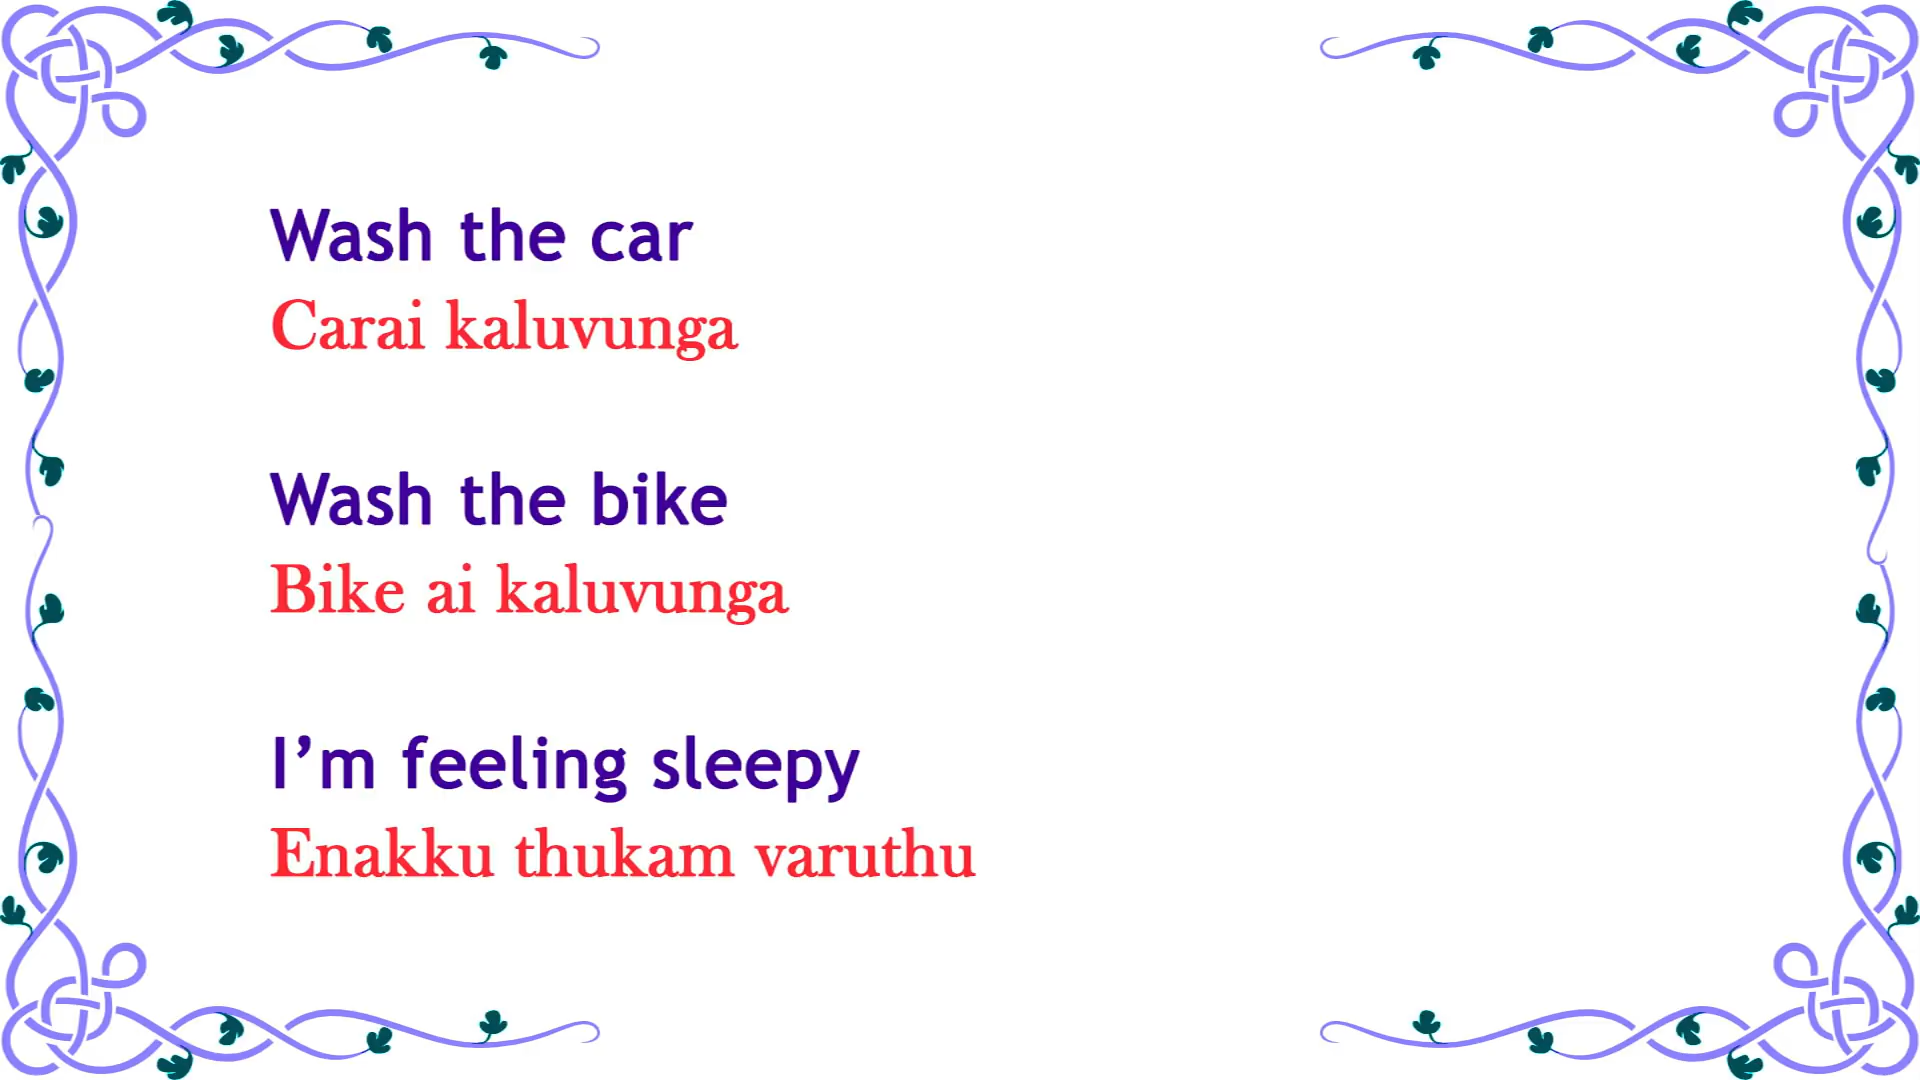 Wash the car
Carai kaluvunga
Wash the bike
Bike ai kaluvunga
I’m feeling sleepy
Enakku thukam varuthu